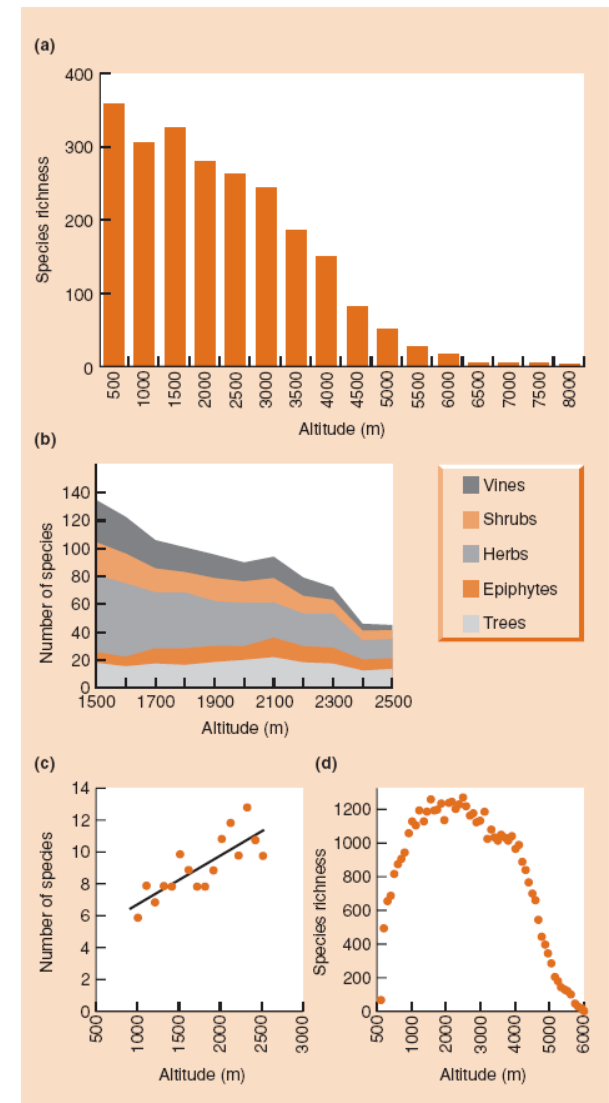 (a)
400
300
200
100
0
Species richness
500 1000 1500 2000 2500 3000 3500 4000 4500 5000 5500 6000 6500 7000 7500 8000
Altitude (m)
(b)
140
120
100
80
60
40
20
0
Number of species
1500 1700 1900 2100 2300 2500
Altitude (m)
Vines
Shrubs
Herbs
Epiphytes
Trees
(c)
14
12
10
8
6
4
2
0
Number of species
500 1000 1500 2000 2500 3000
Altitude (m)
(d)
1200
1000
800
600
400
200
0
Species richness
500 1000 2000 3000 4000 5000 6000
Altitude (m)